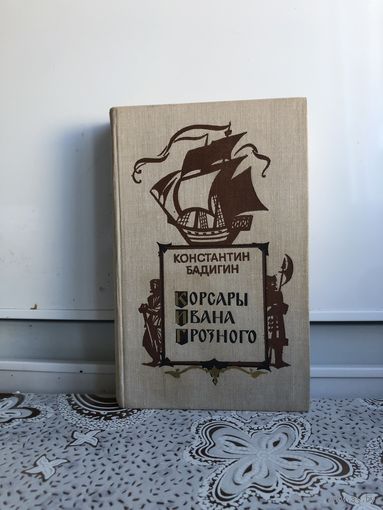 КОНСТАНТИН
БАДИГИН
КОРСАРЫ
ИВАНА
ГРОЗНОГО